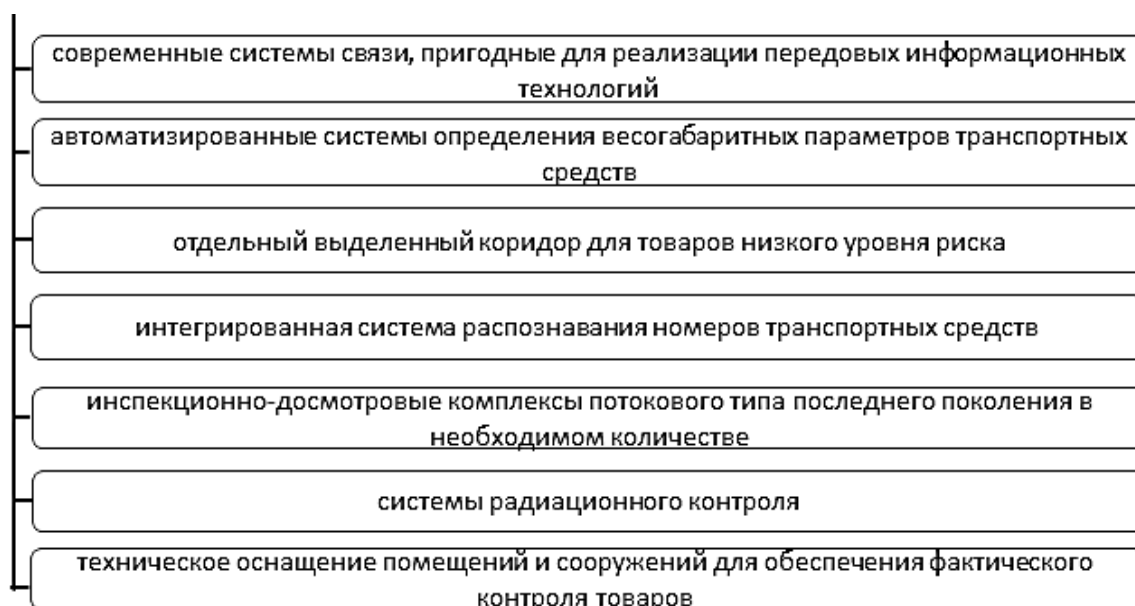 современные системы связи, пригодные для реализации передовых информационных
технологий
автоматизированные системы определения весогабаритных параметров транспортных
средств
отдельный выделенный коридор для товаров низкого уровня риска
интегрированная система распознавания номеров транспортных средств
инспекционно-досмотровые комплексы потокового типа последнего поколения в
необходимом количестве
системы радиационного контроля
техническое оснащение помещений и сооружений для обеспечения фактического
контроля товаров